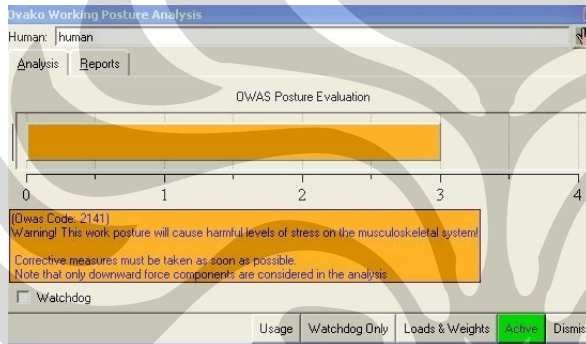 Ovako Working Posture Analysis
Human: human
Analysis Reports
OWAS Posture Evaluation
0 1 2 3 4
(Owas Code: 2141)
Warning! This work posture will cause harmful levels of stress on the musculoskeletal system!
Corrective measures must be taken as soon as possible.
Note that only downward force components are considered in the analysis
Watchdog
Usage Watchdog Only Loads & Weights Active Dismis